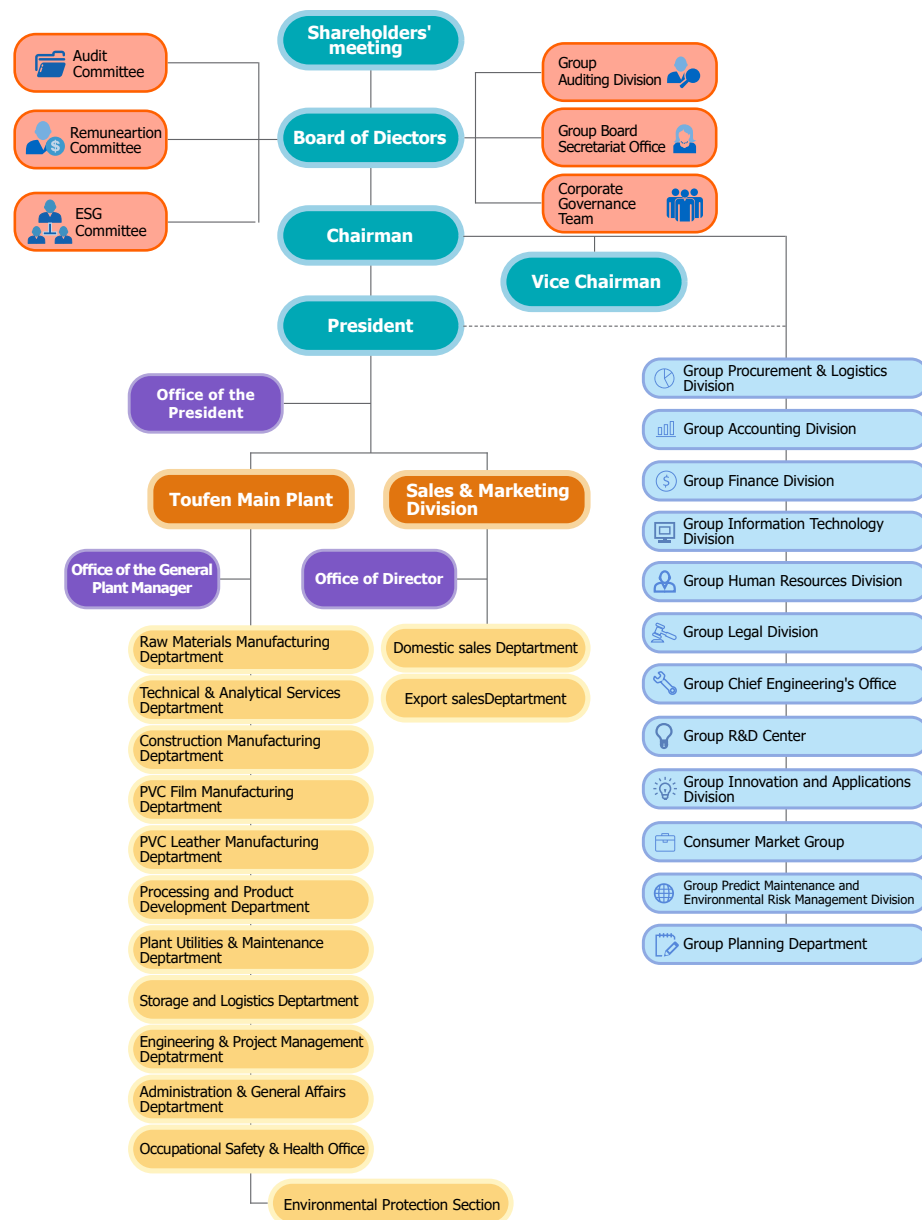 Shareholders'
meeting
Audit
Committee
Group
Auditing Division
Remuneartion
Committee
Board of Diectors
Group Board
Secretariat Office
ESG
Committee
Chairman
Corporate
Governance
Team
Vice Chairman
President
Office of the
President
Toufen Main Plant
Sales & Marketing
Division
Office of the General
Plant Manager
Office of Director
Raw Materials Manufacturing
Deptartment
Technical & Analytical Services
Deptartment
Construction Manufacturing
Deptartment
PVC Film Manufacturing
Deptartment
PVC Leather Manufacturing
Deptartment
Processing and Product
Development Department
Plant Utilities & Maintenance
Deptartment
Storage and Logistics Deptartment
Engineering & Project Management
Deptatrment
Administration & General Affairs
Deptartment
Occupational Safety & Health Office
Environmental Protection Section
Domestic sales Deptartment
Export salesDeptartment
Group Procurement & Logistics
Division
Group Accounting Division
Group Finance Division
Group Information Technology
Division
Group Human Resources Division
Group Legal Division
Group Chief Engineering's Office
Group R&D Center
Group Innovation and Applications
Division
Consumer Market Group
Group Predict Maintenance and
Environmental Risk Management Division
Group Planning Department